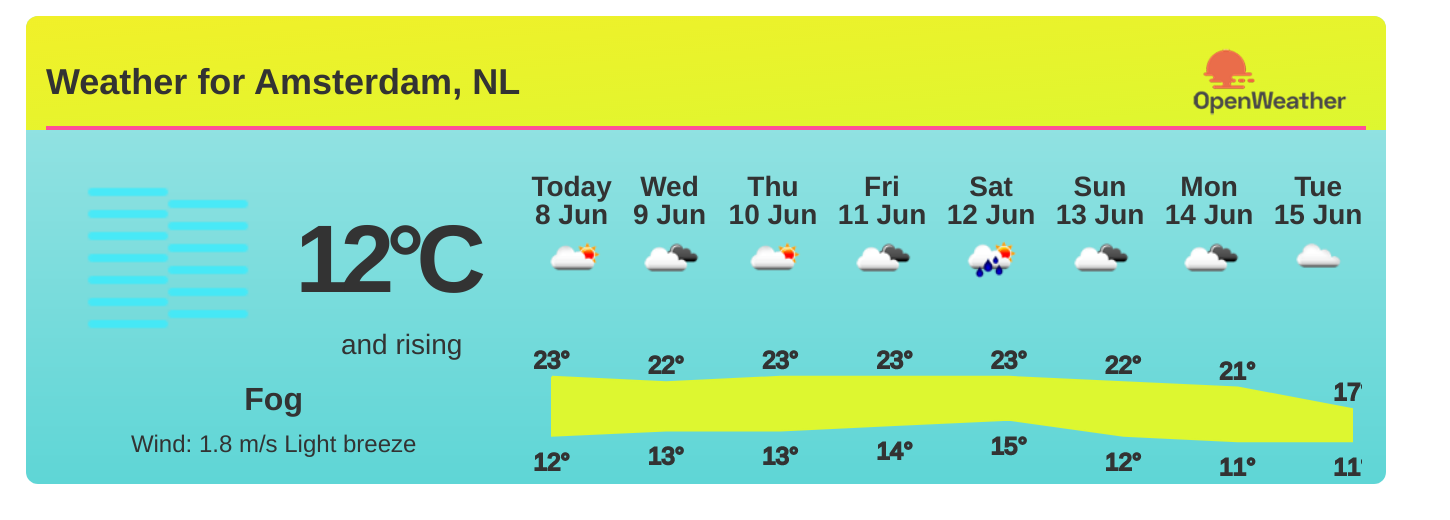 Weather for Amsterdam, NL
OpenWeather
12°C
and rising
Fog
Wind: 1.8 m/s Light breeze
Today Wed Thu Fri Sat Sun Mon Tue
8 Jun 9 Jun 10 Jun 11 Jun 12 Jun 13 Jun 14 Jun 15 Jun
23° 22° 23° 23° 23° 22° 21° 17°
12° 13° 13° 14° 15° 12° 11° 11°